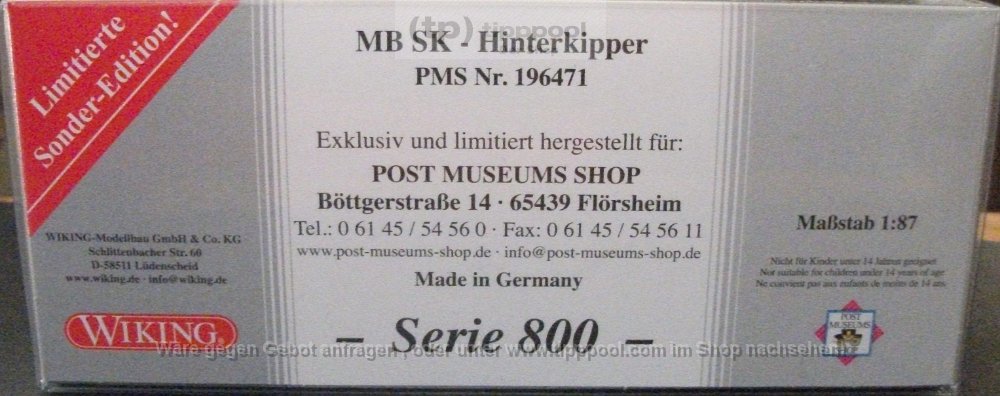 (tp) tipppool
Limitierte
Sonder-Edition!
MB SK - Hinterkipper
PMS Nr. 196471
Exklusiv und limitiert hergestellt für:
POST MUSEUMS SHOP
Böttgerstraße 14 · 65439 Flörsheim
Tel.: 0 61 45 / 54 56 0 · Fax: 0 61 45 / 54 56 11
www.post-museums-shop.de · info@post-museums-shop.de
Made in Germany
– Serie 800 –
WIKING-Modellbau GmbH & Co. KG
Schlittenbacher Str. 60
D-58511 Lüdenscheid
www.wiking.de · info@wiking.de
WIKING®
Maßstab 1:87
Nicht für Kinder unter 14 Jahren geeignet
Not suitable for children under 14 years of age
Ne convient pas aux enfants de moins de 14 ans
POST
MUSEUMS
SHOP
Ware gegen Gebot anfragen , oder unter www.tipppool.com im Shop nachsehen